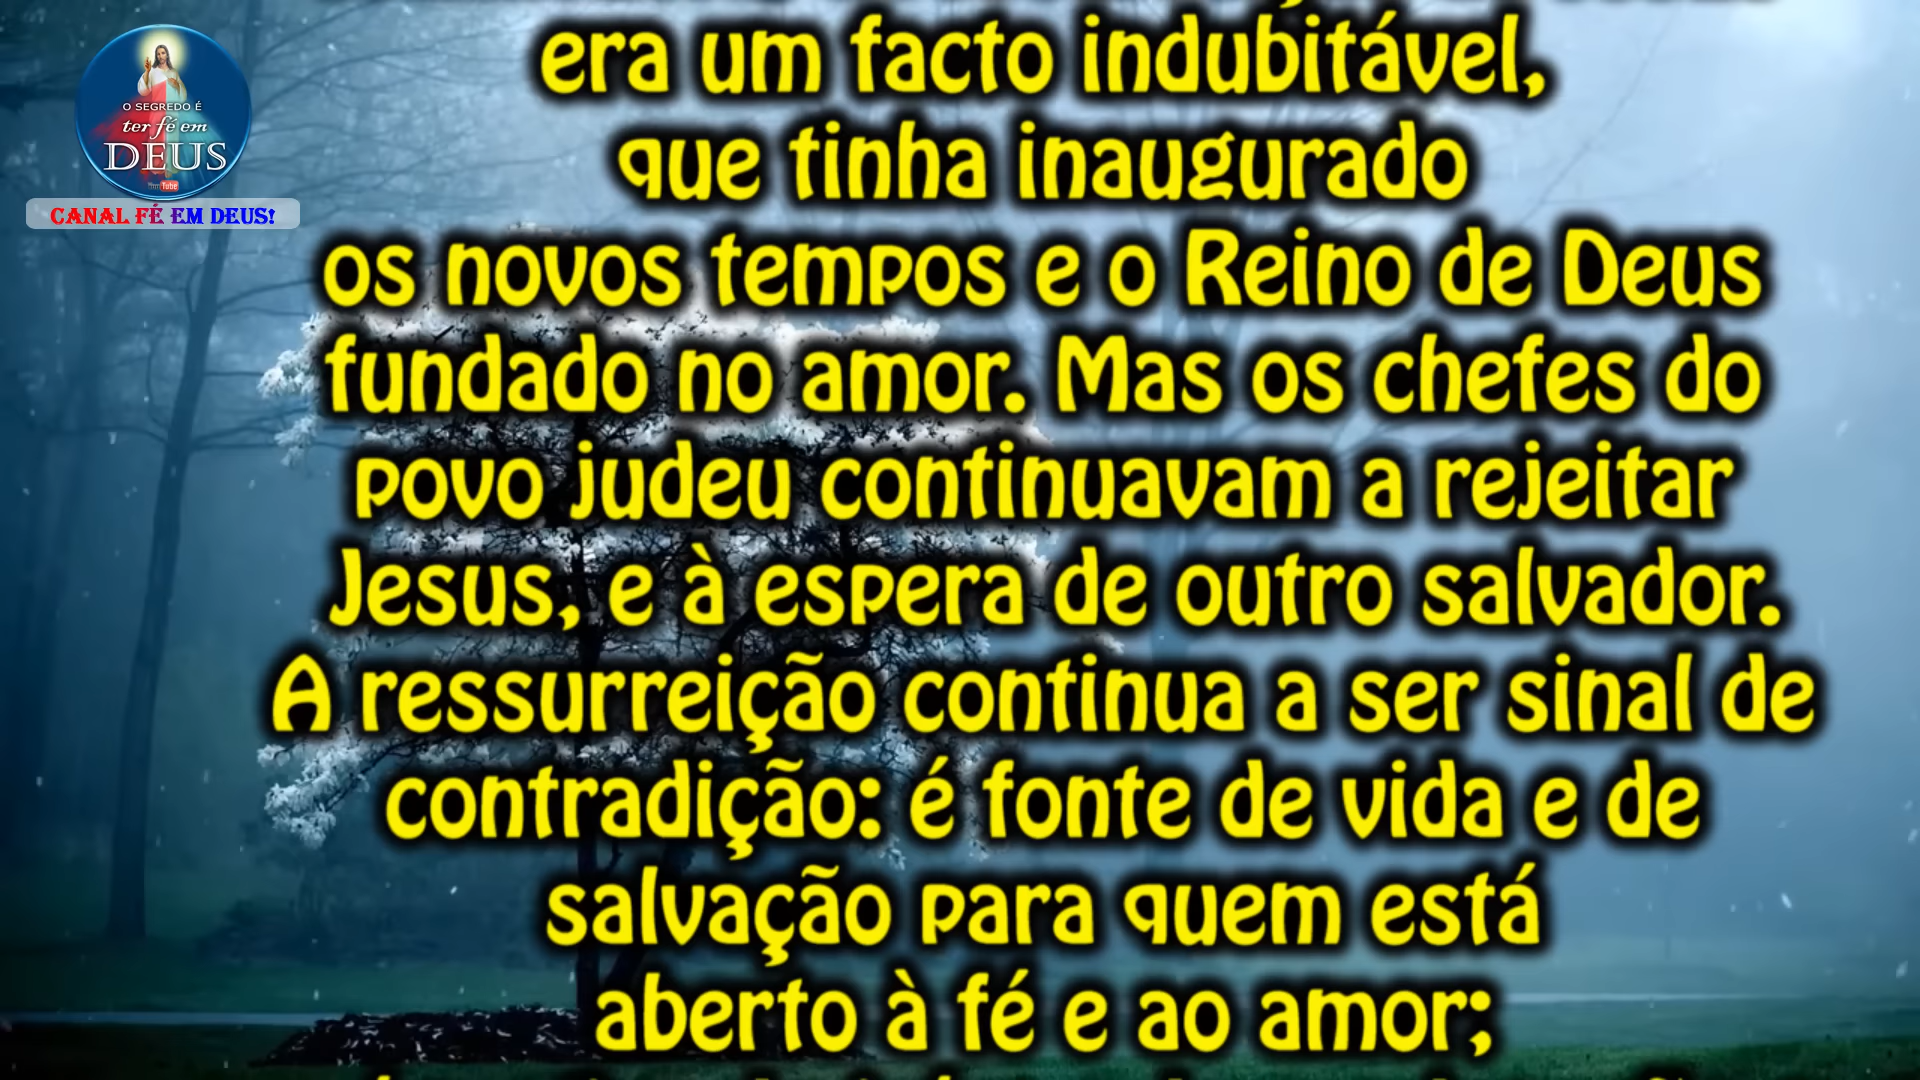 O SEGREDO É
ter fé em
DEUS
CANAL FÉ EM DEUS!
era um facto indubitável,
que tinha inaugurado
os novos tempos e o Reino de Deus
fundado no amor. Mas os chefes do
povo judeu continuavam a rejeitar
Jesus, e à espera de outro salvador.
A ressurreição continua a ser sinal de
contradição: é fonte de vida e de
salvação para quem está
aberto à fé e ao amor;